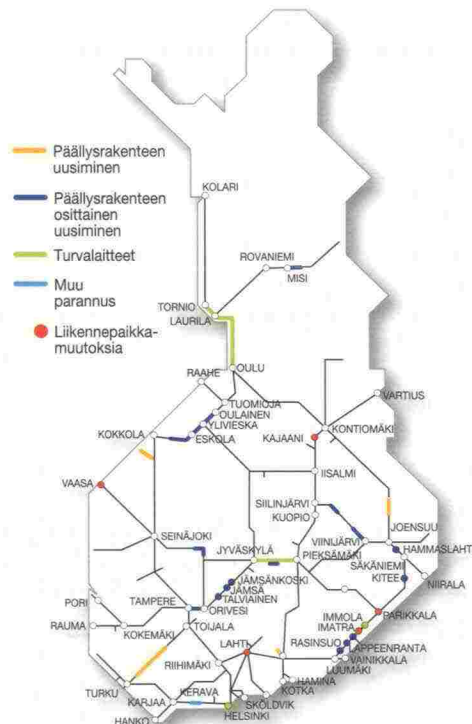 Päällysrakenteen
uusiminen
Päällysrakenteen
osittainen
uusiminen
Turvalaitteet
Muu
parannus
Liikennepaikka-
muutoksia
KOLARI
ROVANIEMI
MISI
TORNIO
LAURILA
OULU
RAAHE
TUOMIOJA
OULAINEN
YLIVIESKA
KOKKOLA
ESKOLA
VARTIUS
KONTIOMÄKI
KAJAANI
VAASA
IISALMI
SIILINJÄRVI
KUOPIO
SEINÄJOKI
JYVÄSKYLÄ
VIINIJÄRVI
JOENSUU
PIEKSÄMÄKI
HAMMASLAHT
SÄKÄNIEMI
KITEE
NIIRALA
JÄMSÄNKOSKI
JÄMSÄ
TALVIAINEN
PORI
TAMPERE
ORIVESI
RAUMA
KOKEMÄKI
TOIJALA
PARIKKALA
IMMOLA
IMATRA
RASINSUO
LAPPEENRANTA
VAINIKKALA
LUUMÄKI
LAHTI
RIIHIMÄKI
HAMINA
KOTKA
TURKU
KARJAA
KERAVA
SKÖLDVIK
HELSINKI
HANKO